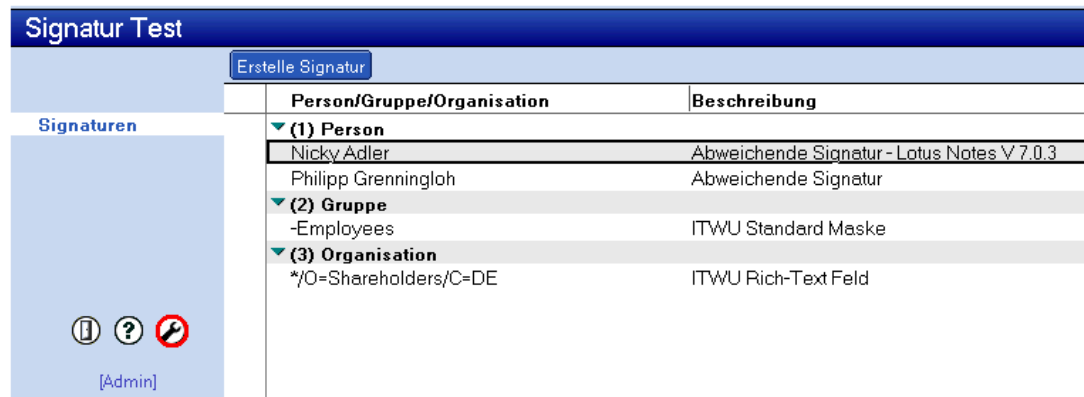 Signatur Test
Erstelle Signatur
Person/Gruppe/Organisation Beschreibung
Signaturen
(1) Person
Nicky Adler Abweichende Signatur - Lotus Notes V 7.0.3
Philipp Grenningloh Abweichende Signatur
(2) Gruppe
-Employees ITWU Standard Maske
(3) Organisation
*/O=Shareholders/C=DE ITWU Rich-Text Feld
?
[Admin]